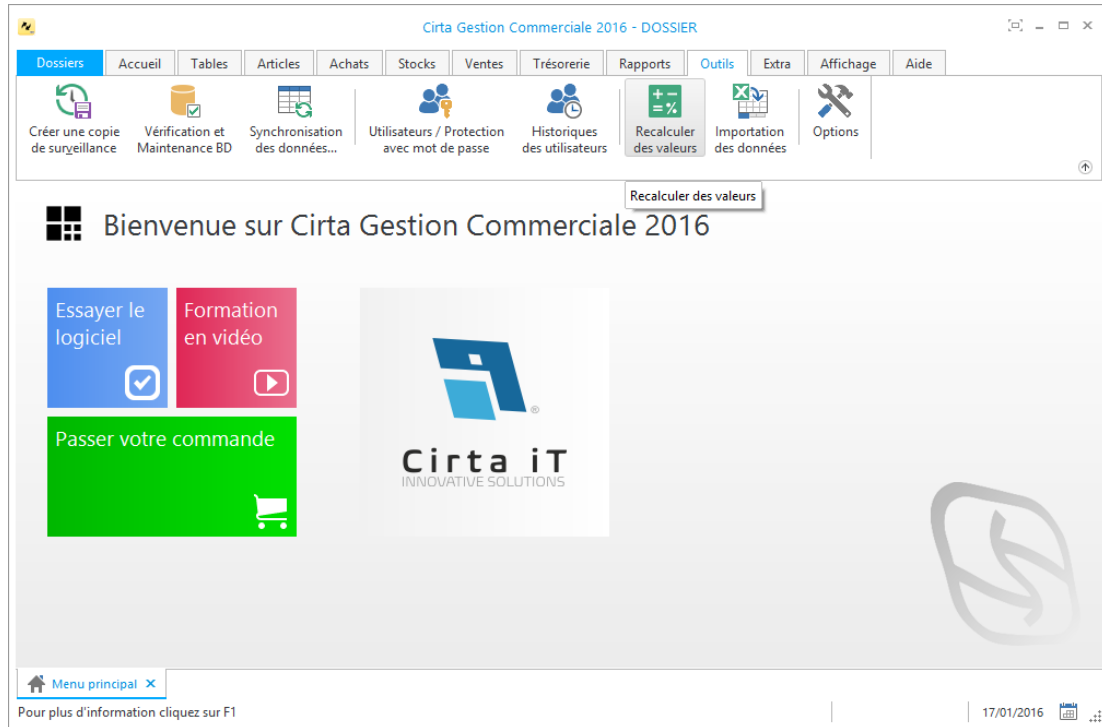 Cirta Gestion Commerciale 2016 - DOSSIER
Dossiers Accueil Tables Articles Achats Stocks Ventes Trésorerie Rapports Outils Extra Affichage Aide
Créer une copie de surveillance
Vérification et Maintenance BD
Synchronisation des données...
Utilisateurs / Protection avec mot de passe
Historiques des utilisateurs
Recalculer des valeurs
Importation des données
Options
Recalculer des valeurs
Bienvenue sur Cirta Gestion Commerciale 2016
Essayer le
logiciel
Formation
en vidéo
Passer votre commande
Cirta iT
INNOVATIVE SOLUTIONS
Menu principal
Pour plus d'information cliquez sur F1
17/01/2016